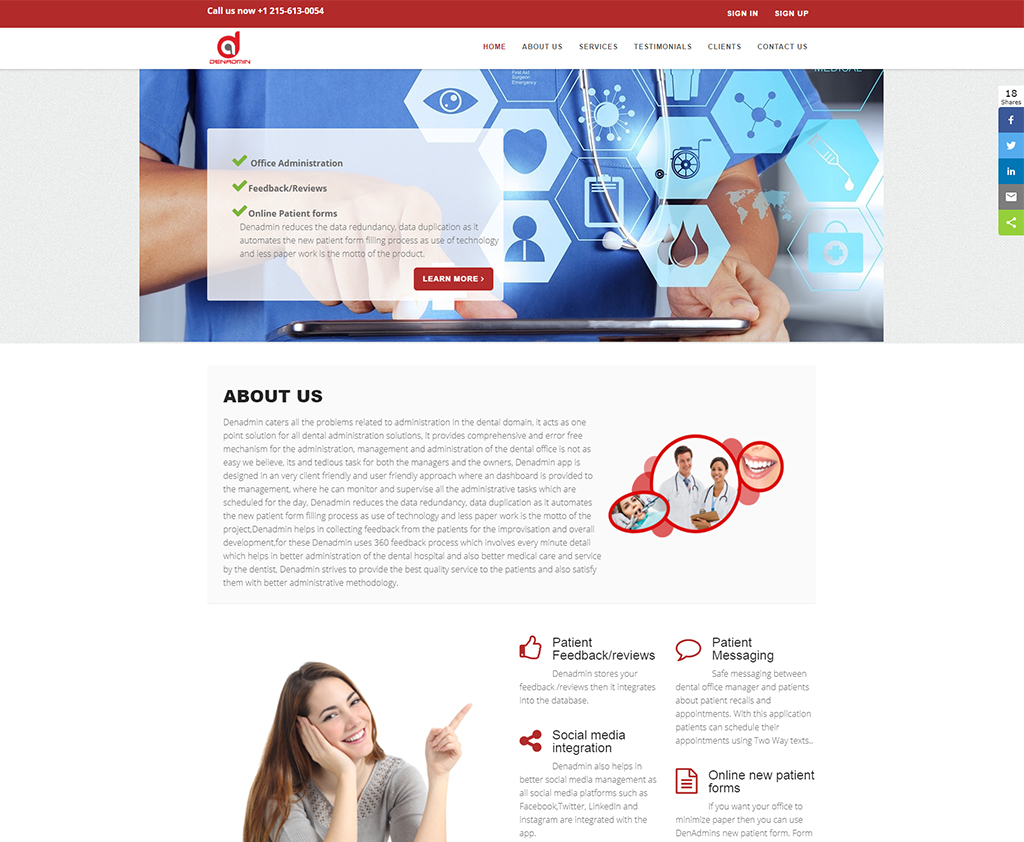 Call us now +1 215-613-0054
SIGN IN SIGN UP
DENADMIN
HOME ABOUT US SERVICES TESTIMONIALS CLIENTS CONTACT US
First Aid
Surgeon
Emergency
MEDICAL
18
Shares
Office Administration
Feedback/Reviews
Online Patient forms
Denadmin reduces the data redundancy, data duplication as it
automates the new patient form filling process as use of technology
and less paper work is the motto of the product.
LEARN MORE ›
ABOUT US
Denadmin caters all the problems related to administration in the dental domain, it acts as one
point solution for all dental administration solutions, it provides comprehensive and error free
mechanism for the administration, management and administration of the dental office is not as
easy we believe, its and tedious task for both the managers and the owners, Denadmin app is
designed in an very client friendly and user friendly approach where an dashboard is provided to
the management, where he can monitor and supervise all the administrative tasks which are
scheduled for the day, Denadmin reduces the data redundancy, data duplication as it automates
the new patient form filling process as use of technology and less paper work is the motto of the
project,Denadmin helps in collecting feedback from the patients for the improvisation and overall
development,for these Denadmin uses 360 feedback process which involves every minute detail
which helps in better administration of the dental hospital and also better medical care and service
by the dentist, Denadmin strives to provide the best quality service to the patients and also satisfy
them with better administrative methodology.
Patient
Feedback/reviews
Denadmin stores your
feedback /reviews then it integrates
into the database.
Patient
Messaging
Safe messaging between
dental office manager and patients
about patient recalls and
appointments. With this application
patients can schedule their
appointments using Two Way texts..
Social media
integration
Denadmin also helps in
better social media management as
all social media platforms such as
Facebook,Twitter, LinkedIn and
instagram are integrated with the
app.
Online new patient
forms
If you want your office to
minimize paper then you can use
DenAdmins new patient form. Form